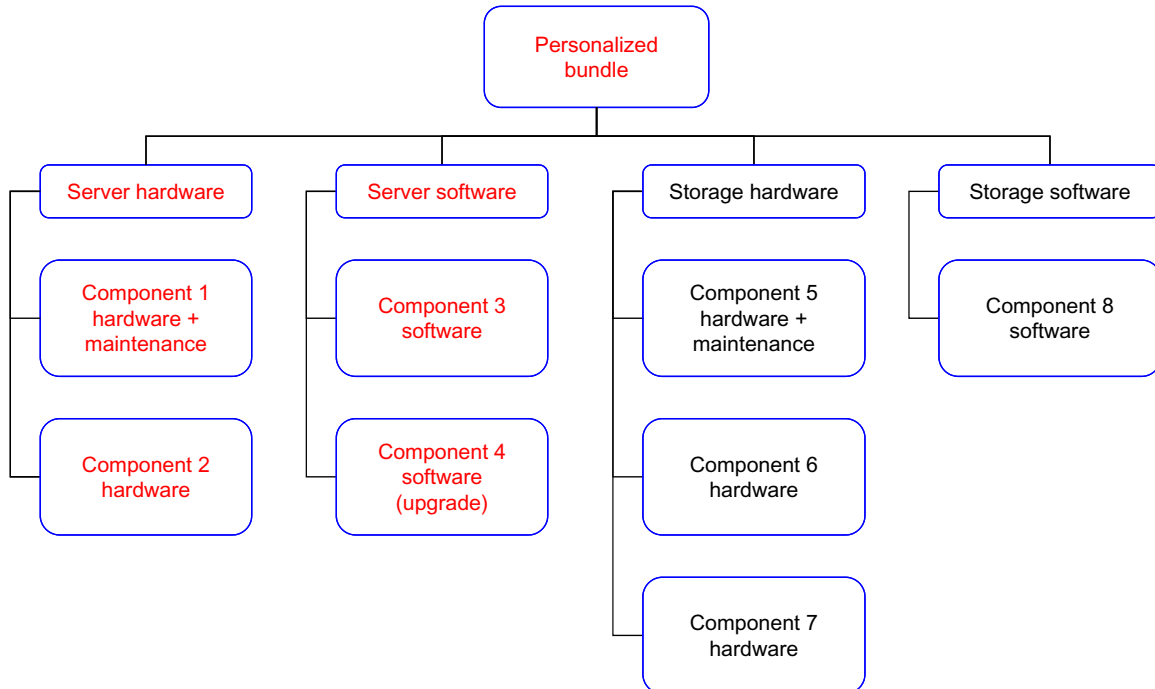 Personalized
bundle
Server hardware
Server software
Storage hardware
Storage software
Component 1
hardware +
maintenance
Component 3
software
Component 5
hardware +
maintenance
Component 8
software
Component 2
hardware
Component 4
software
(upgrade)
Component 6
hardware
Component 7
hardware